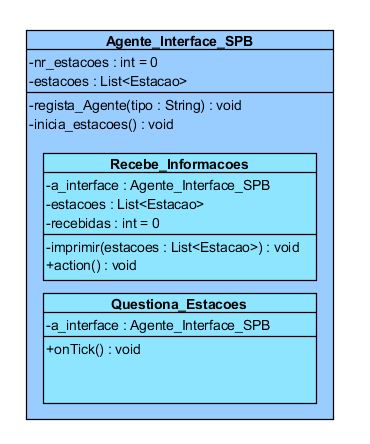 Agente_Interface_SPB
-nr_estacoes : int = 0
-estacoes : List<Estacao>
-regista_Agente(tipo : String) : void
-inicia_estacoes() : void
Recebe_Informacoes
-a_interface : Agente_Interface_SPB
-estacoes : List<Estacao>
-recebidas : int = 0
-imprimir(estacoes : List<Estacao>) : void
+action() : void
Questiona_Estacoes
-a_interface : Agente_Interface_SPB
+onTick() : void